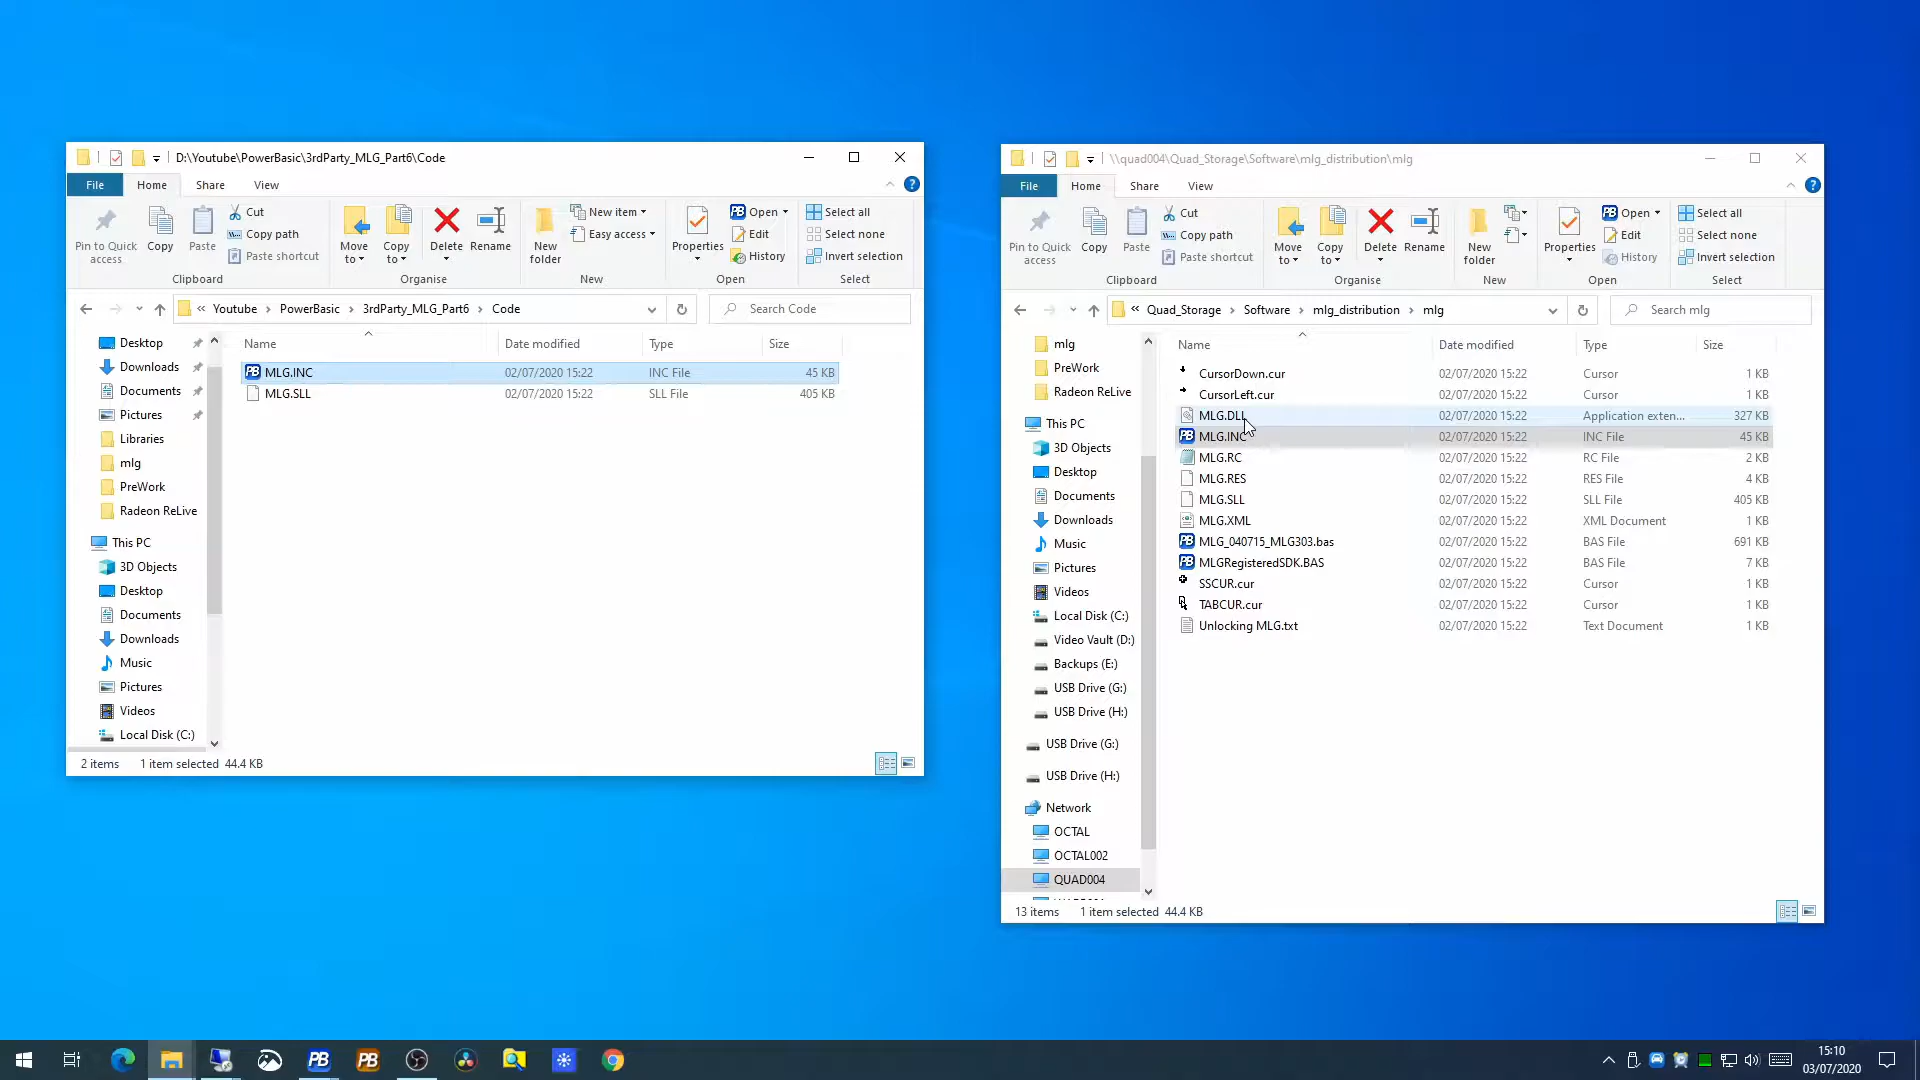 D:\Youtube\PowerBasic\3rdParty_MLG_Part6\Code
File Home Share View
Pin to Quick access
Copy
Paste
Cut
Copy path
Paste shortcut
Clipboard
Move to
Copy to
Delete
Rename
Organise
New folder
New item
Easy access
New
Properties
Open
Edit
History
Open
Select all
Select none
Invert selection
Select
« Youtube › PowerBasic › 3rdParty_MLG_Part6 › Code
Search Code
Desktop
Downloads
Documents
Pictures
Libraries
mlg
PreWork
Radeon ReLive
This PC
3D Objects
Desktop
Documents
Downloads
Music
Pictures
Videos
Local Disk (C:)
Name Date modified Type Size
MLG.INC 02/07/2020 15:22 INC File 45 KB
MLG.SLL 02/07/2020 15:22 SLL File 405 KB
2 items 1 item selected 44.4 KB
\\quad004\Quad_Storage\Software\mlg_distribution\mlg
File Home Share View
Pin to Quick access
Copy
Paste
Cut
Copy path
Paste shortcut
Clipboard
Move to
Copy to
Delete
Rename
Organise
New folder
New
Properties
Open
Edit
History
Open
Select all
Select none
Invert selection
Select
« Quad_Storage › Software › mlg_distribution › mlg
Search mlg
mlg
PreWork
Radeon ReLive
This PC
3D Objects
Desktop
Documents
Downloads
Music
Pictures
Videos
Local Disk (C:)
Video Vault (D:)
Backups (E:)
USB Drive (G:)
USB Drive (H:)
USB Drive (G:)
USB Drive (H:)
Network
OCTAL
OCTAL002
QUAD004
Name Date modified Type Size
CursorDown.cur 02/07/2020 15:22 Cursor 1 KB
CursorLeft.cur 02/07/2020 15:22 Cursor 1 KB
MLG.DLL 02/07/2020 15:22 Application exten... 327 KB
MLG.INC 02/07/2020 15:22 INC File 45 KB
MLG.RC 02/07/2020 15:22 RC File 2 KB
MLG.RES 02/07/2020 15:22 RES File 4 KB
MLG.SLL 02/07/2020 15:22 SLL File 405 KB
MLG.XML 02/07/2020 15:22 XML Document 1 KB
MLG_040715_MLG303.bas 02/07/2020 15:22 BAS File 691 KB
MLGRegisteredSDK.BAS 02/07/2020 15:22 BAS File 7 KB
SSCUR.cur 02/07/2020 15:22 Cursor 1 KB
TABCUR.cur 02/07/2020 15:22 Cursor 1 KB
Unlocking MLG.txt 02/07/2020 15:22 Text Document 1 KB
13 items 1 item selected 44.4 KB
PB PB
15:10
03/07/2020